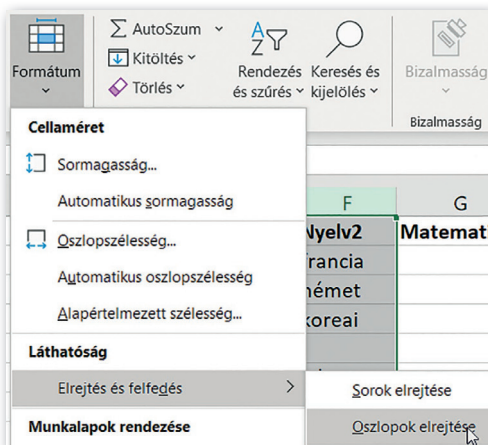 Formátum
AutoSzum
Kitöltés
Törlés
Rendezés
és szűrés
Keresés és
kijelölés
Bizalmasság
Bizalmasság
Cellaméret
Sormagasság...
Automatikus sormagasság
Oszlopszélesség...
Automatikus oszlopszélesség
Alapértelmezett szélesség...
Láthatóság
Elrejtés és felfedés
Munkalapok rendezése
Sorok elrejtése
Oszlopok elrejtése
F G
Nyelv2 Matemat
francia
német
koreai